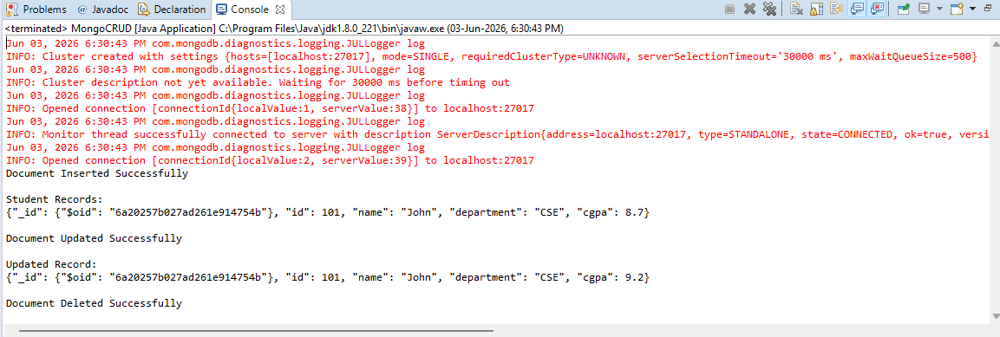 Problems @ Javadoc Declaration Console
<terminated> MongoCRUD [Java Application] C:\Program Files\Java\jdk1.8.0_221\bin\javaw.exe (03-Jun-2026, 6:30:43 PM)
Jun 03, 2026 6:30:43 PM com.mongodb.diagnostics.logging.JULLogger log
INFO: Cluster created with settings {hosts=[localhost:27017], mode=SINGLE, requiredClusterType=UNKNOWN, serverSelectionTimeout='30000 ms', maxWaitQueueSize=500}
Jun 03, 2026 6:30:43 PM com.mongodb.diagnostics.logging.JULLogger log
INFO: Cluster description not yet available. Waiting for 30000 ms before timing out
Jun 03, 2026 6:30:43 PM com.mongodb.diagnostics.logging.JULLogger log
INFO: Opened connection [connectionId{localValue:1, serverValue:38}] to localhost:27017
Jun 03, 2026 6:30:43 PM com.mongodb.diagnostics.logging.JULLogger log
INFO: Monitor thread successfully connected to server with description ServerDescription{address=localhost:27017, type=STANDALONE, state=CONNECTED, ok=true, versi
Jun 03, 2026 6:30:43 PM com.mongodb.diagnostics.logging.JULLogger log
INFO: Opened connection [connectionId{localValue:2, serverValue:39}] to localhost:27017
Document Inserted Successfully
Student Records:
{"_id": {"$oid": "6a20257b027ad261e914754b"}, "id": 101, "name": "John", "department": "CSE", "cgpa": 8.7}
Document Updated Successfully
Updated Record:
{"_id": {"$oid": "6a20257b027ad261e914754b"}, "id": 101, "name": "John", "department": "CSE", "cgpa": 9.2}
Document Deleted Successfully